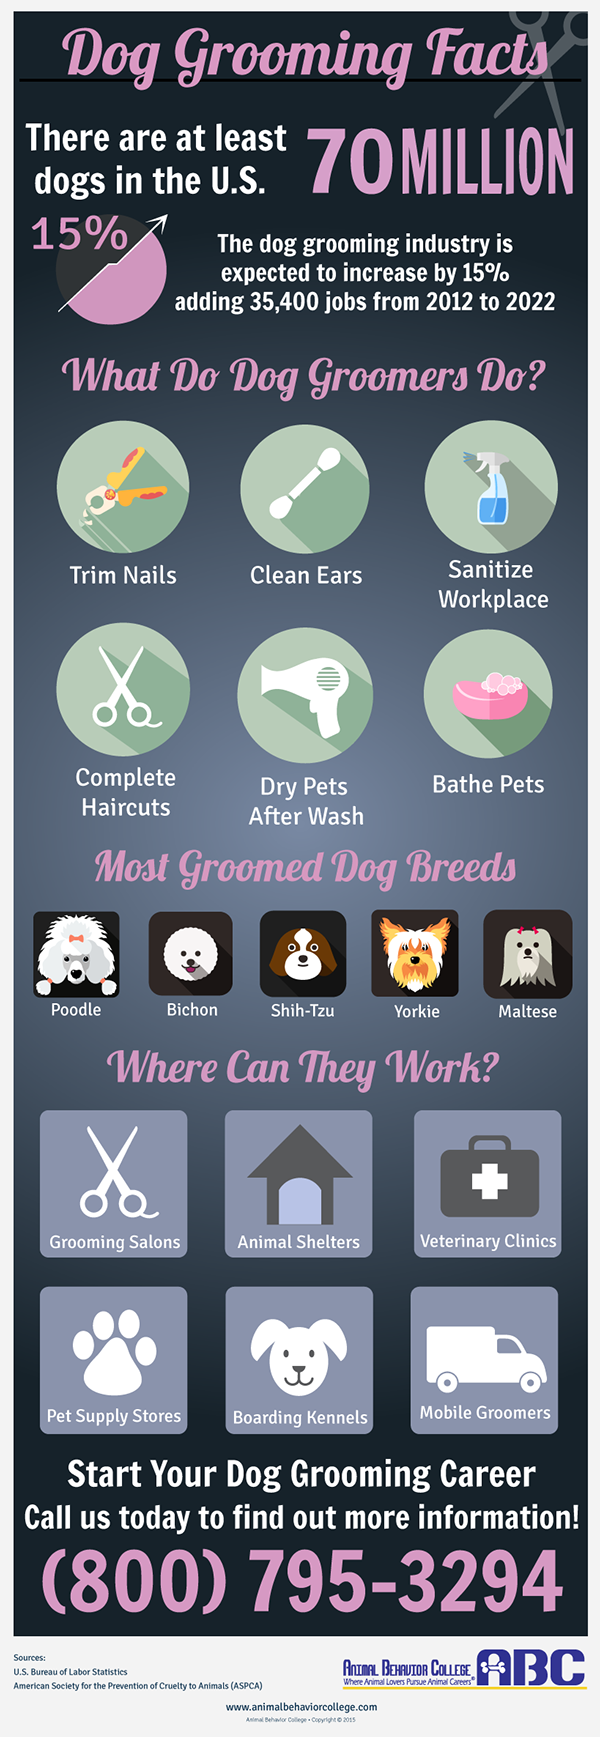 Dog Grooming Facts
There are at least
dogs in the U.S.
70 MILLION
15%
The dog grooming industry is
expected to increase by 15%
adding 35,400 jobs from 2012 to 2022
What Do Dog Groomers Do?
Trim Nails
Clean Ears
Sanitize
Workplace
Complete
Haircuts
Dry Pets
After Wash
Bathe Pets
Most Groomed Dog Breeds
Poodle
Bichon
Shih-Tzu
Yorkie
Maltese
Where Can They Work?
Grooming Salons
Animal Shelters
Veterinary Clinics
Pet Supply Stores
Boarding Kennels
Mobile Groomers
Start Your Dog Grooming Career
Call us today to find out more information!
(800) 795-3294
Sources:
U.S. Bureau of Labor Statistics
American Society for the Prevention of Cruelty to Animals (ASPCA)
Animal Behavior College®
Where Animal Lovers Pursue Animal Careers
ABC
www.animalbehaviorcollege.com
Animal Behavior College • Copyright © 2015